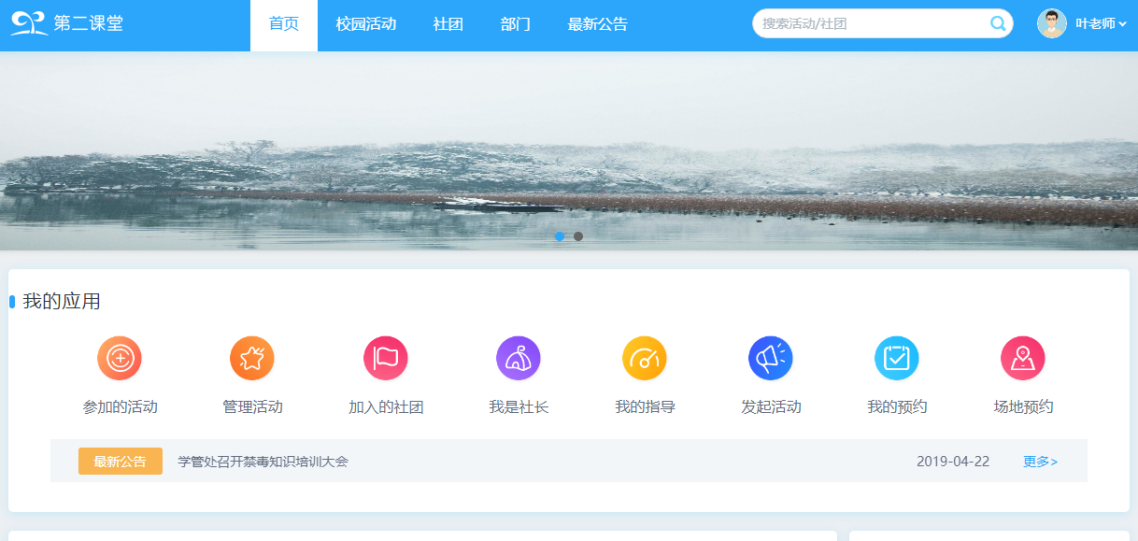 第二课堂 首页 校园活动 社团 部门 最新公告 搜索活动/社团 叶老师
我的应用
参加的活动 管理活动 加入的社团 我是社长 我的指导 发起活动 我的预约 场地预约
最新公告 学管处召开禁毒知识培训大会 2019-04-22 更多>